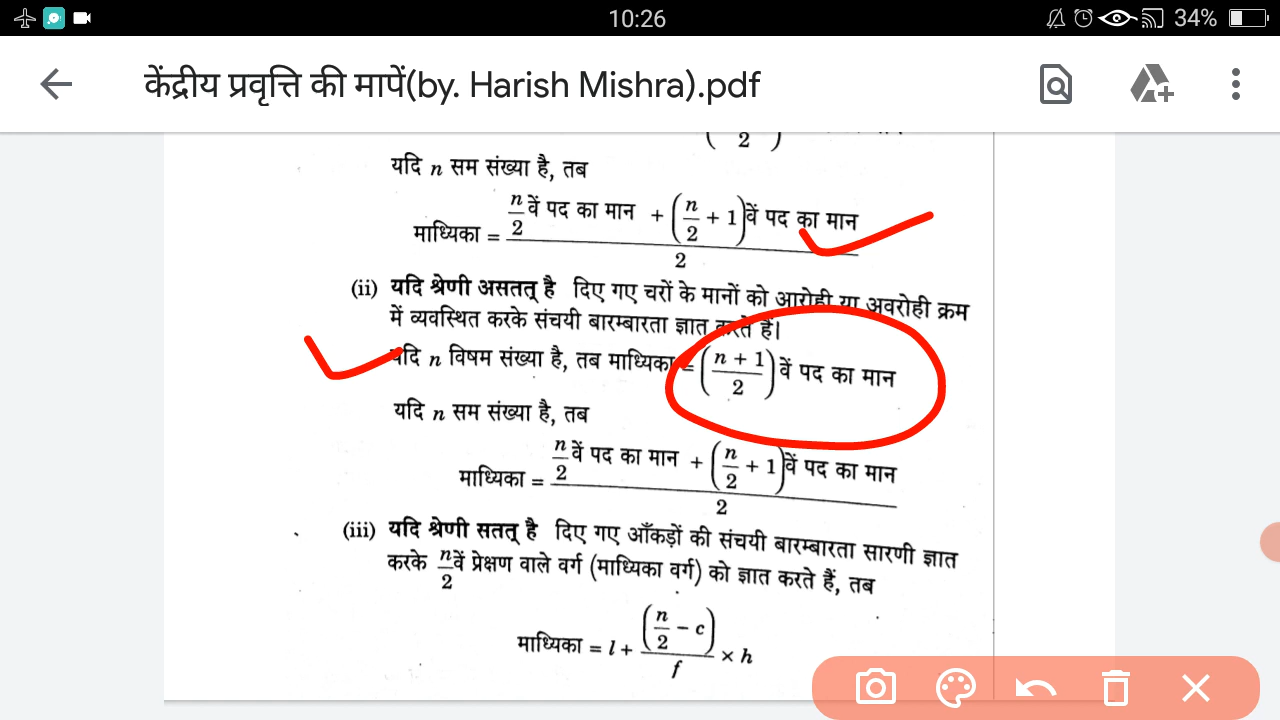 10:26
34%
केंद्रीय प्रवृत्ति की मापें(by. Harish Mishra).pdf
( 2 )
यदि n सम संख्या है, तब
माध्यिका = n/2 वें पद का मान + (n/2 + 1) वें पद का मान
2
(ii) यदि श्रेणी असतत् है दिए गए चरों के मानों को आरोही या अवरोही क्रम
में व्यवस्थित करके संचयी बारम्बारता ज्ञात करते हैं।
यदि n विषम संख्या है, तब माध्यिका = (n + 1/2) वें पद का मान
यदि n सम संख्या है, तब
माध्यिका = n/2 वें पद का मान + (n/2 + 1) वें पद का मान
2
(iii) यदि श्रेणी सतत् है दिए गए आँकड़ों की संचयी बारम्बारता सारणी ज्ञात
करके n/2 वें प्रेक्षण वाले वर्ग (माध्यिका वर्ग) को ज्ञात करते हैं, तब
माध्यिका = l + (n/2 − c)/f × h